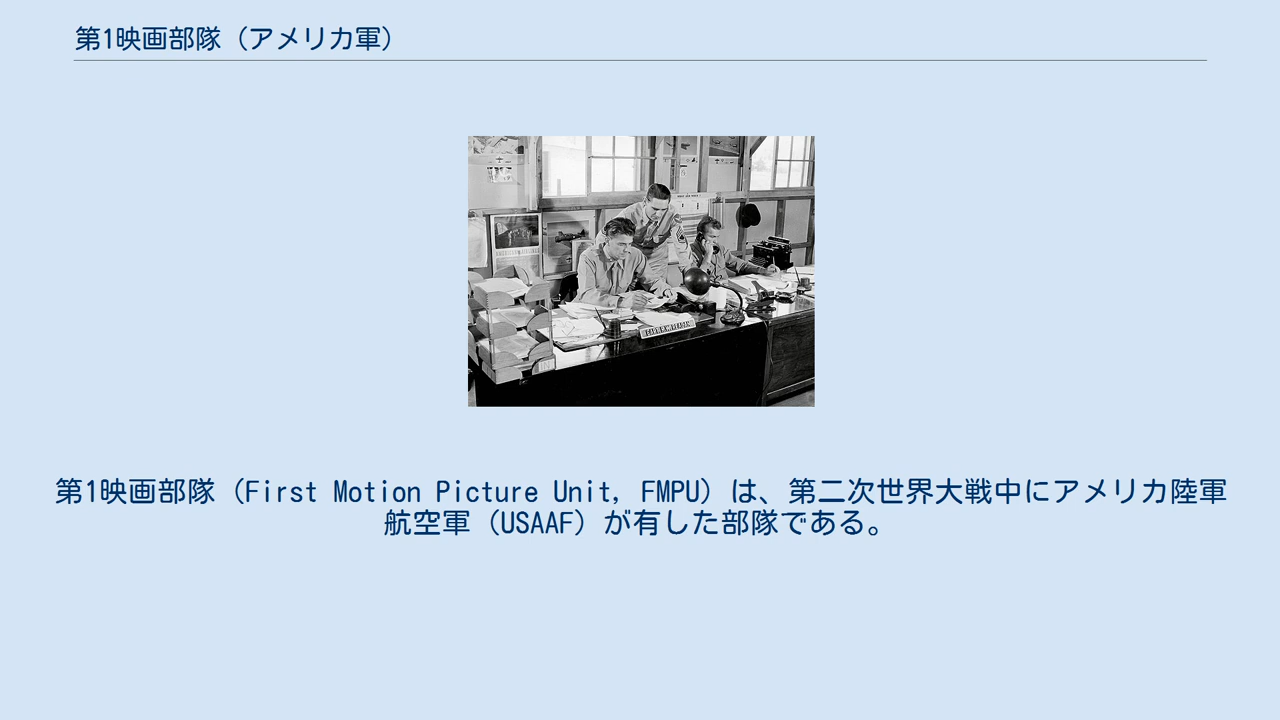 第1映画部隊（アメリカ軍）
第1映画部隊（First Motion Picture Unit, FMPU）は、第二次世界大戦中にアメリカ陸軍
航空軍（USAAF）が有した部隊である。